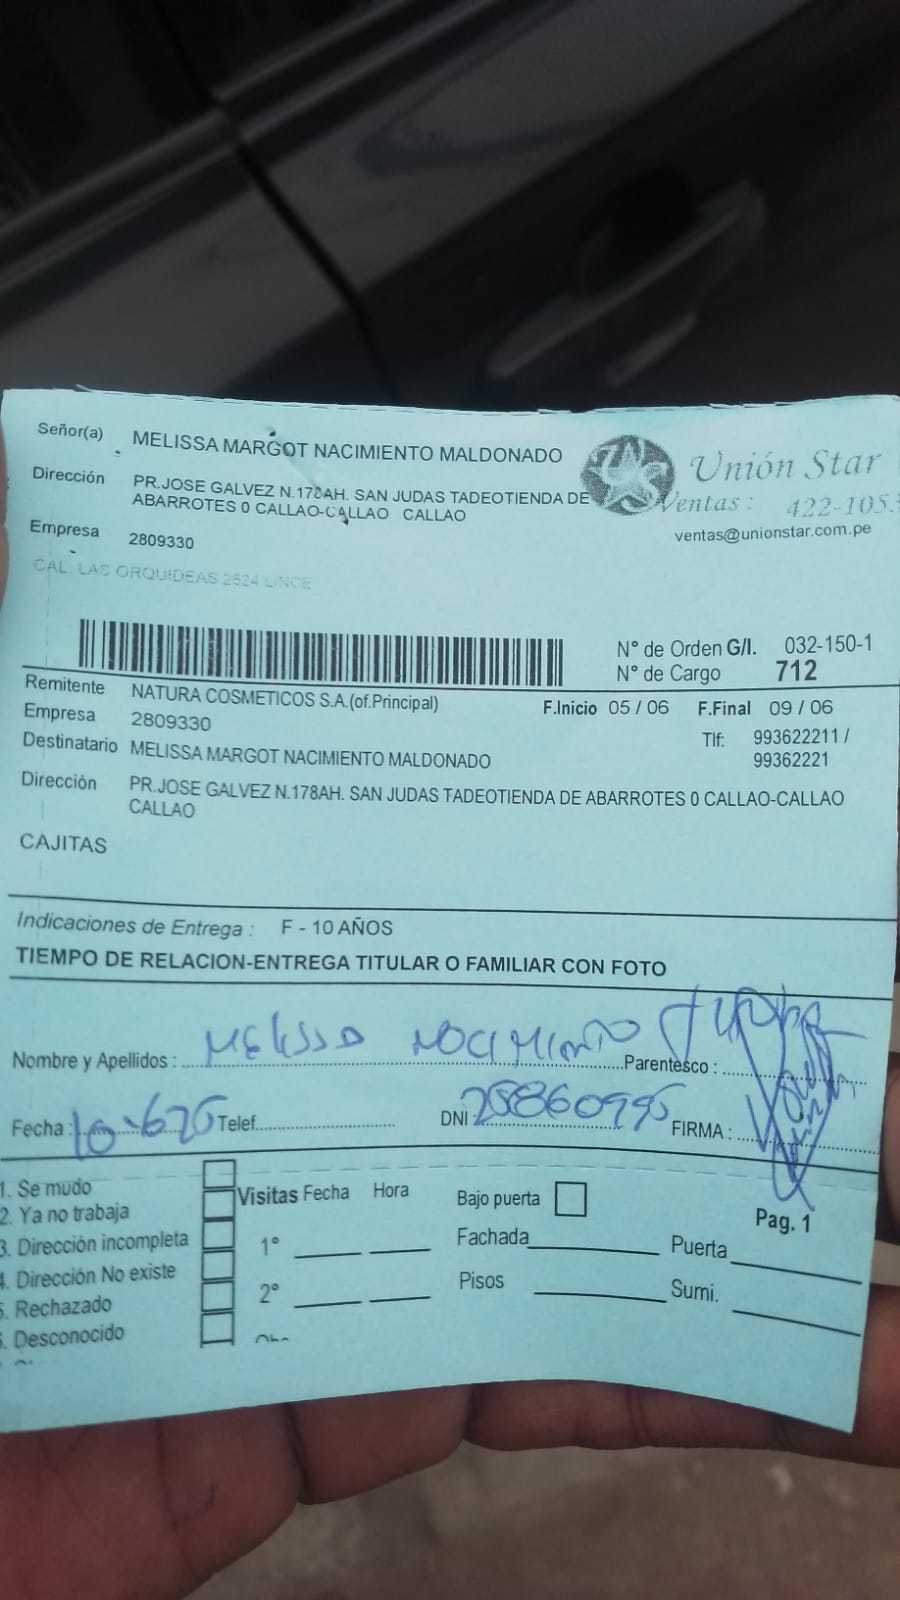 Señor(a) MELISSA MARGOT NACIMIENTO MALDONADO
Unión Star
Dirección PR.JOSE GALVEZ N.178AH. SAN JUDAS TADEOTIENDA DE
ABARROTES 0 CALLAO-CALLAO CALLAO
Ventas : 422-1053
ventas@unionstar.com.pe
Empresa 2809330
CAL. LAS ORQUIDEAS 2624 LINCE
N° de Orden G/I. 032-150-1
N° de Cargo 712
Remitente NATURA COSMETICOS S.A.(of.Principal)
F.Inicio 05 / 06 F.Final 09 / 06
Empresa 2809330
Tlf: 993622211 /
99362221
Destinatario MELISSA MARGOT NACIMIENTO MALDONADO
Dirección PR.JOSE GALVEZ N.178AH. SAN JUDAS TADEOTIENDA DE ABARROTES 0 CALLAO-CALLAO
CALLAO
CAJITAS
Indicaciones de Entrega : F - 10 AÑOS
TIEMPO DE RELACION-ENTREGA TITULAR O FAMILIAR CON FOTO
Nombre y Apellidos : MELISSA NACIMIENTO Parentesco :
Fecha : Telef. DNI : FIRMA :
1. Se mudo
2. Ya no trabaja
3. Dirección incompleta
4. Dirección No existe
5. Rechazado
6. Desconocido
Visitas Fecha Hora
1°
2°
Bajo puerta
Fachada
Pisos
Pag. 1
Puerta
Sumi.